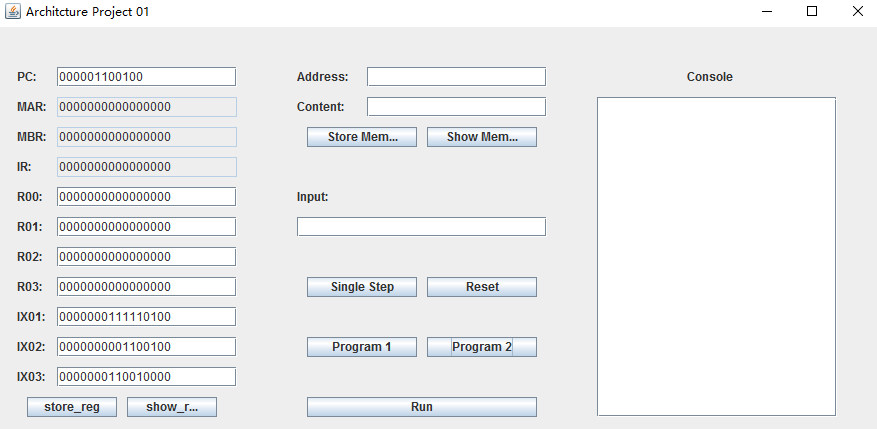 Architcture Project 01
PC: 000001100100 Address: Console
MAR: 0000000000000000 Content:
MBR: 0000000000000000 Store Mem... Show Mem...
IR: 0000000000000000
R00: 0000000000000000 Input:
R01: 0000000000000000
R02: 0000000000000000
R03: 0000000000000000 Single Step Reset
IX01: 0000000111110100
IX02: 0000000001100100 Program 1 Program 2
IX03: 0000000110010000
store_reg show_r... Run